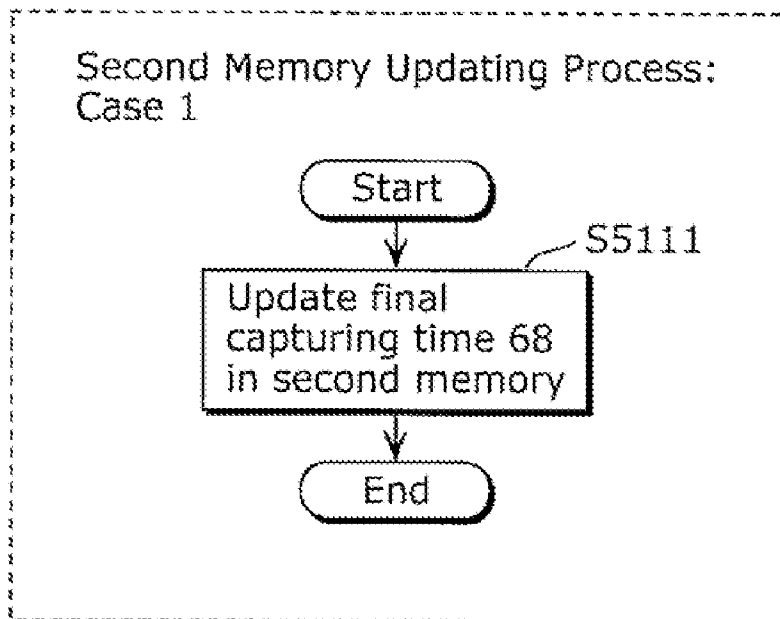 Second Memory Updating Process:
Case 1
Start
S5111
Update final
capturing time 68
in second memory
End